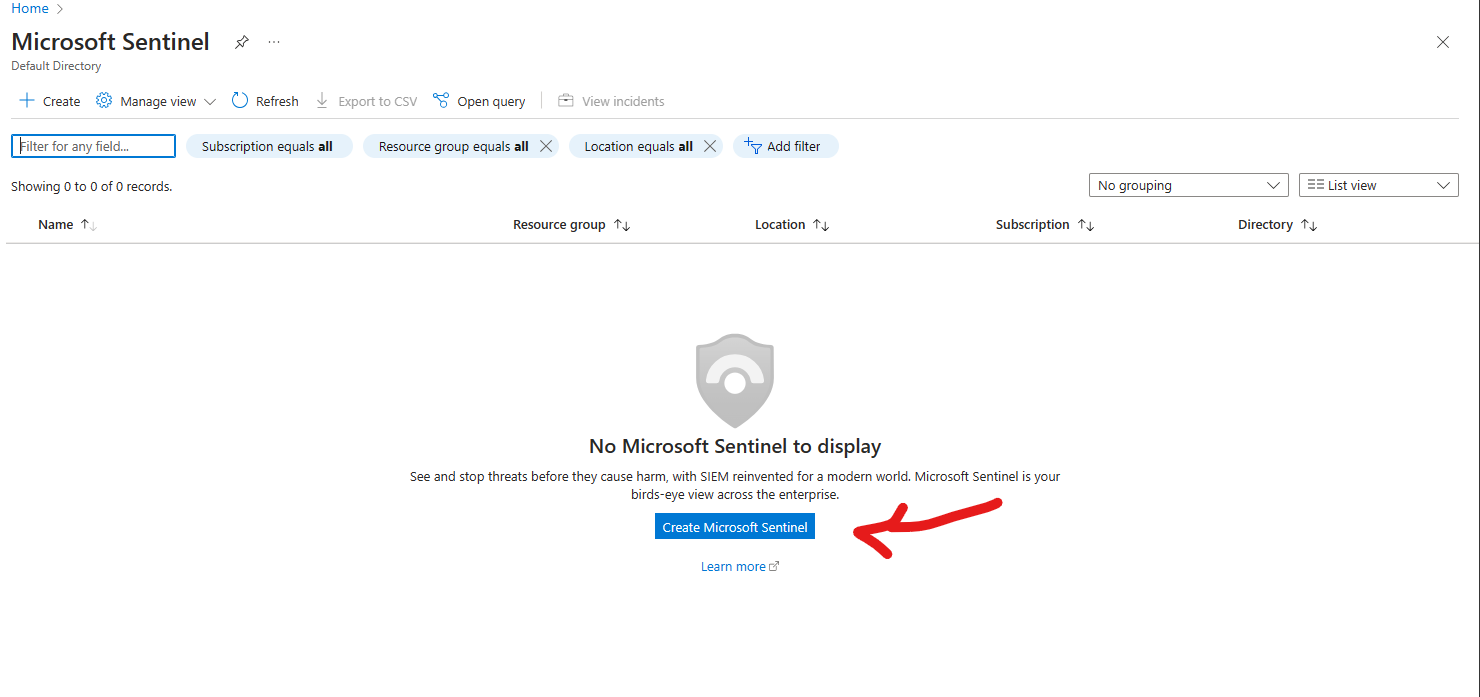 Home
Microsoft Sentinel
Default Directory
Create Manage view Refresh Export to CSV Open query View incidents
Filter for any field... Subscription equals all Resource group equals all Location equals all Add filter
Showing 0 to 0 of 0 records. No grouping List view
Name Resource group Location Subscription Directory
No Microsoft Sentinel to display
See and stop threats before they cause harm, with SIEM reinvented for a modern world. Microsoft Sentinel is your
birds-eye view across the enterprise.
Create Microsoft Sentinel
Learn more